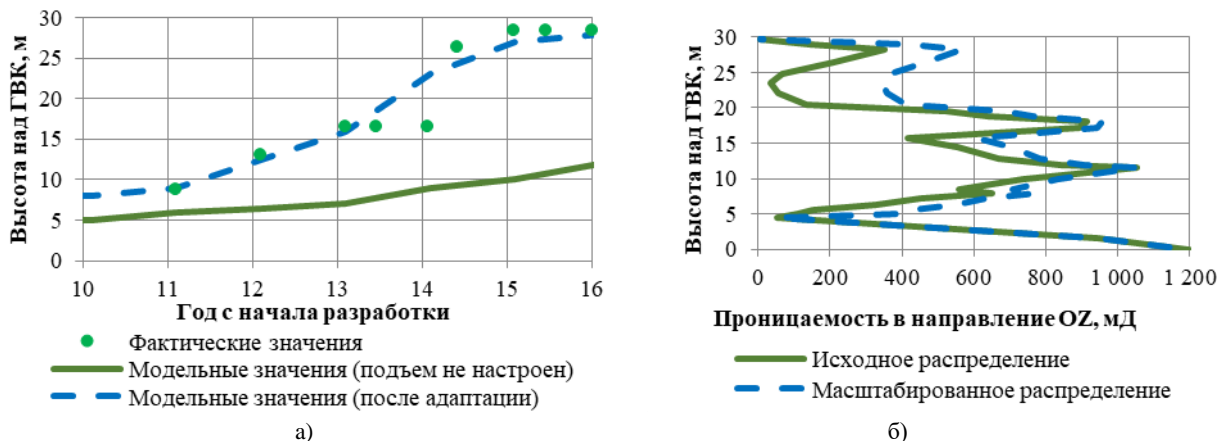 Высота над ГВК, м
30
25
20
15
10
5
0
10 11 12 13 14 15 16
Год с начала разработки
Фактические значения
Модельные значения (подъем не настроен)
Модельные значения (после адаптации)
а)
Высота над ГВК, м
30
25
20
15
10
5
0
0 200 400 600 800 1 000 1 200
Проницаемость в направление OZ, мД
Исходное распределение
Масштабированное распределение
б)